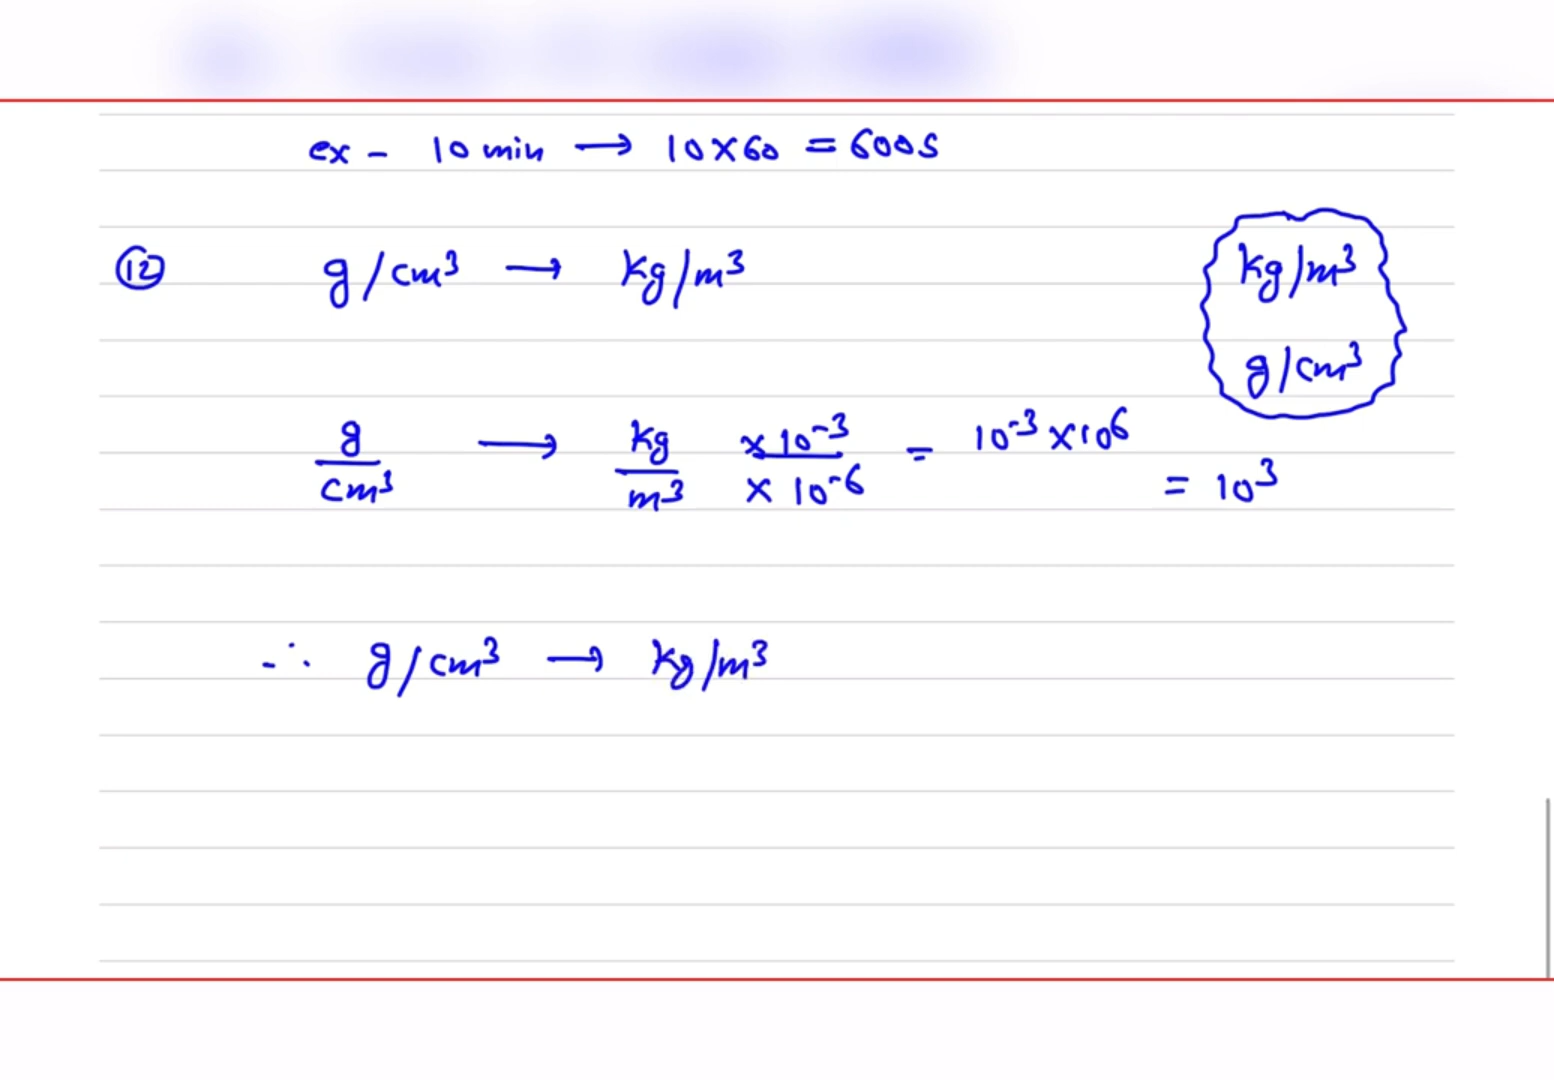 ex - 10 min → 10×60 = 600s
⑫ g/cm³ → kg/m³
kg/m³
g/cm³
g/cm³ → kg/m³ ×10⁻³/×10⁻⁶ = 10⁻³×10⁶
= 10³
∴ g/cm³ → kg/m³